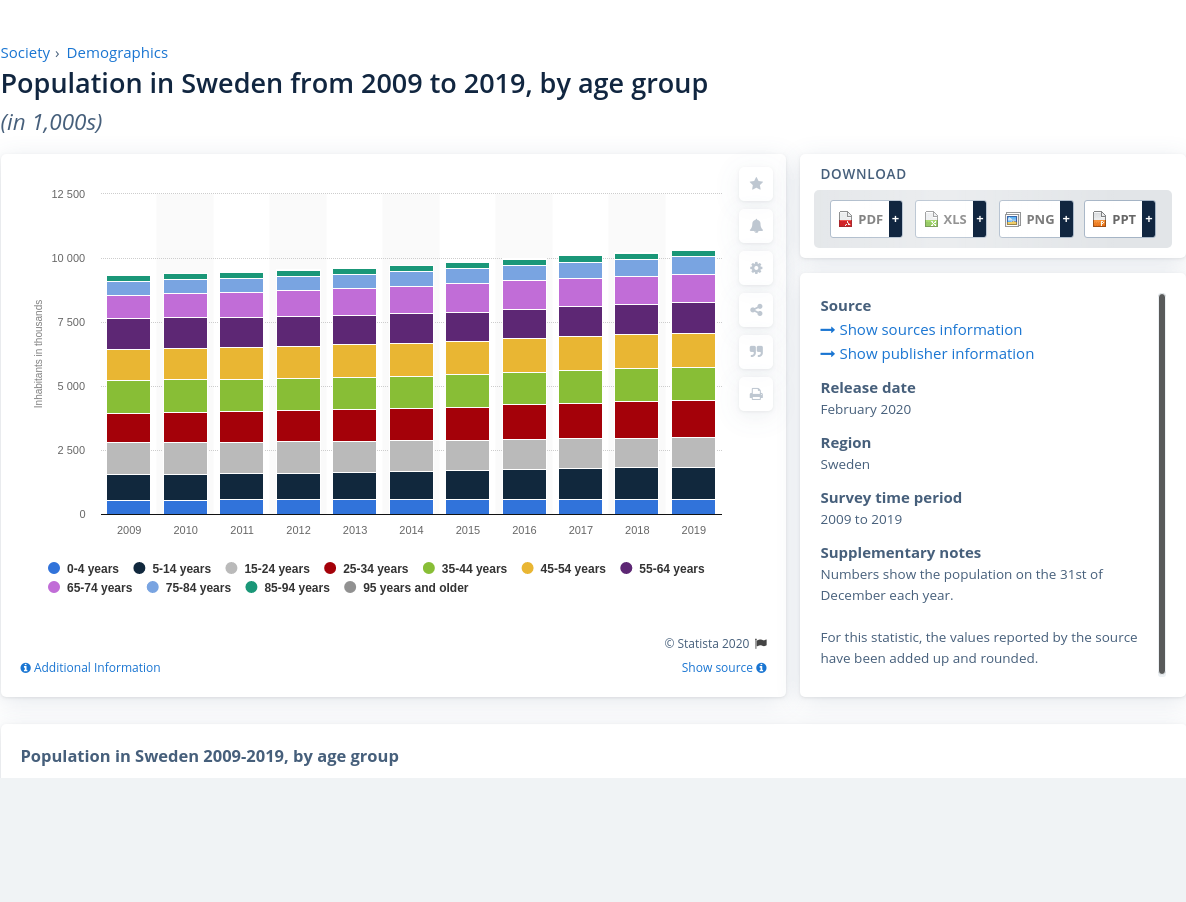 Society › Demographics
Population in Sweden from 2009 to 2019, by age group
(in 1,000s)
12 500
10 000
7 500
5 000
2 500
0
Inhabitants in thousands
2009 2010 2011 2012 2013 2014 2015 2016 2017 2018 2019
0-4 years 5-14 years 15-24 years 25-34 years 35-44 years 45-54 years 55-64 years
65-74 years 75-84 years 85-94 years 95 years and older
© Statista 2020
Additional Information Show source
DOWNLOAD
PDF + XLS + PNG + PPT +
Source
Show sources information
Show publisher information
Release date
February 2020
Region
Sweden
Survey time period
2009 to 2019
Supplementary notes
Numbers show the population on the 31st of
December each year.
For this statistic, the values reported by the source
have been added up and rounded.
Population in Sweden 2009-2019, by age group